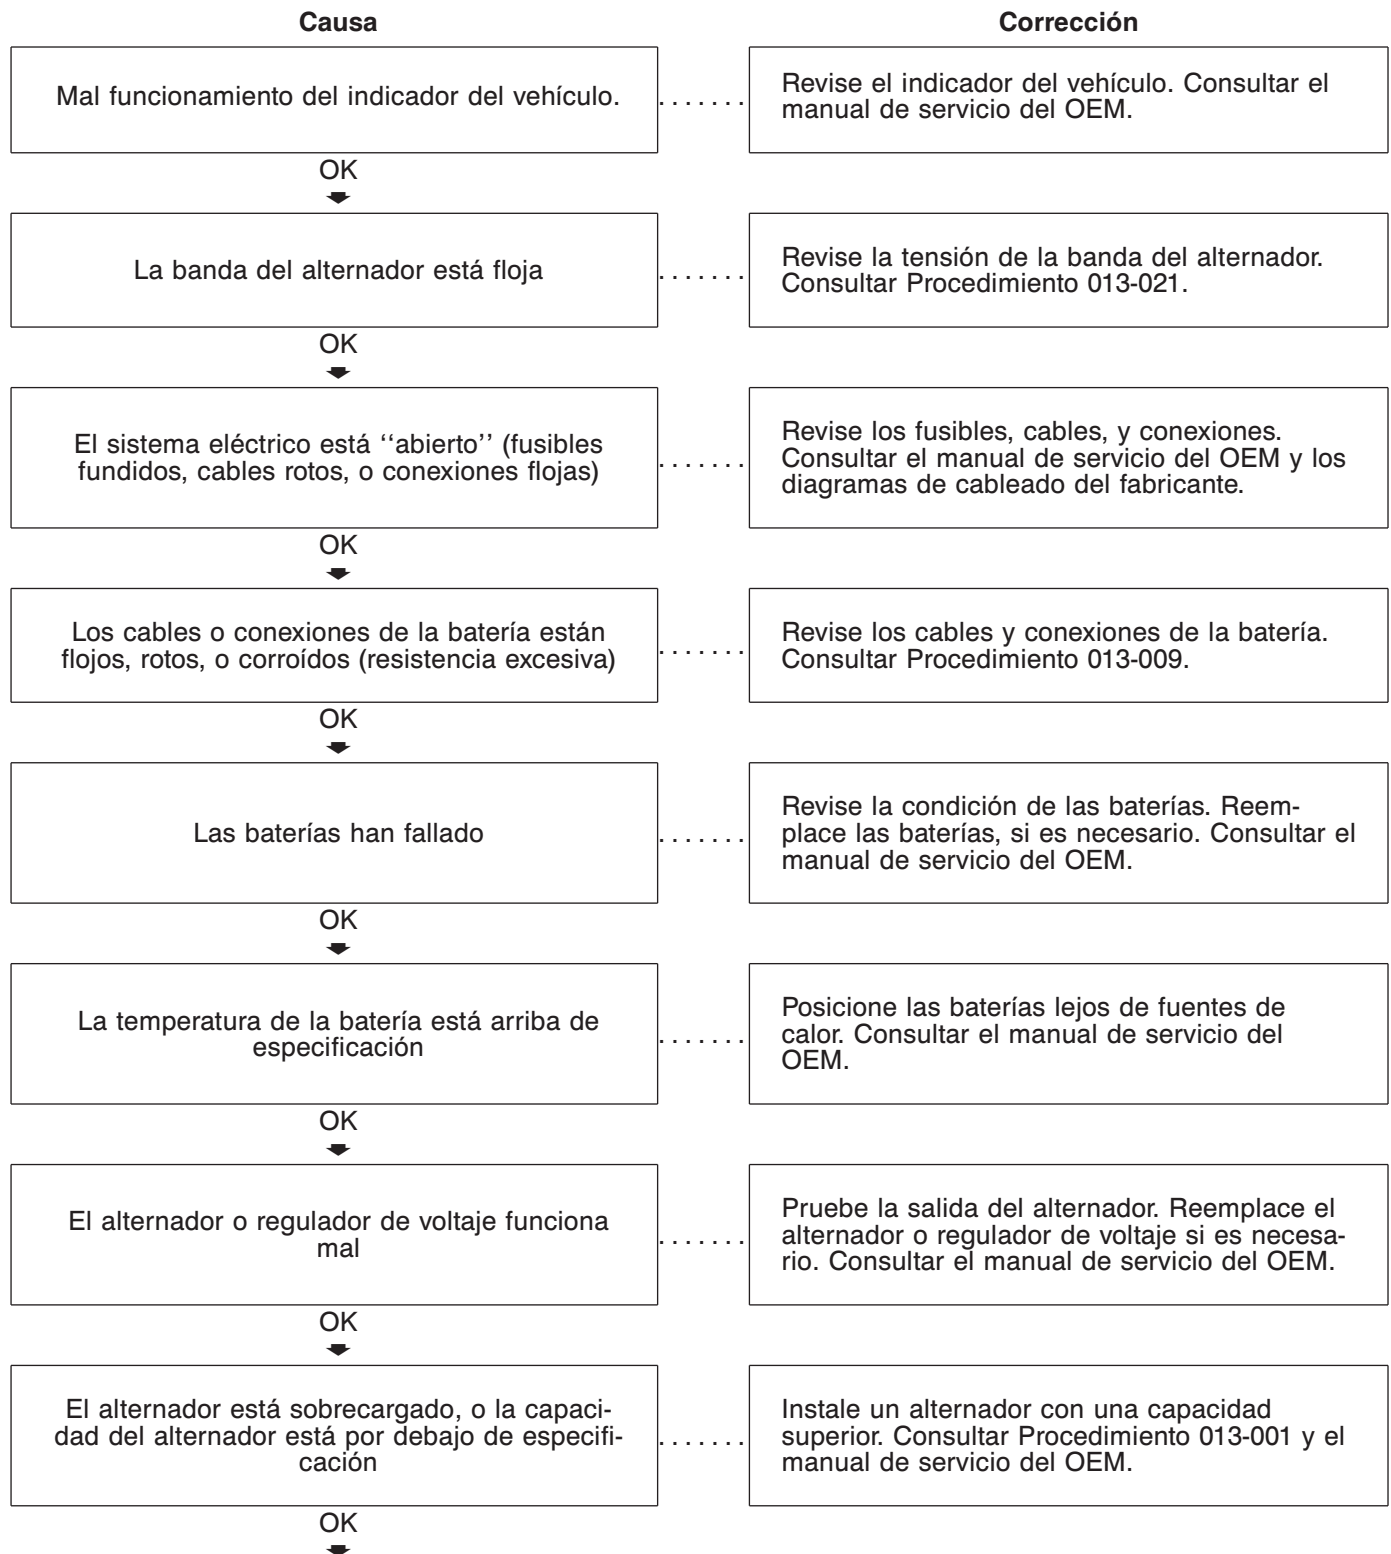 Causa
Corrección
Mal funcionamiento del indicador del vehículo.
.......
Revise el indicador del vehículo. Consultar el
manual de servicio del OEM.
OK
La banda del alternador está floja
.......
Revise la tensión de la banda del alternador.
Consultar Procedimiento 013-021.
OK
El sistema eléctrico está ‘‘abierto’’ (fusibles
fundidos, cables rotos, o conexiones flojas)
.......
Revise los fusibles, cables, y conexiones.
Consultar el manual de servicio del OEM y los
diagramas de cableado del fabricante.
OK
Los cables o conexiones de la batería están
flojos, rotos, o corroídos (resistencia excesiva)
.......
Revise los cables y conexiones de la batería.
Consultar Procedimiento 013-009.
OK
Las baterías han fallado
.......
Revise la condición de las baterías. Reem-
place las baterías, si es necesario. Consultar el
manual de servicio del OEM.
OK
La temperatura de la batería está arriba de
especificación
.......
Posicione las baterías lejos de fuentes de
calor. Consultar el manual de servicio del
OEM.
OK
El alternador o regulador de voltaje funciona
mal
.......
Pruebe la salida del alternador. Reemplace el
alternador o regulador de voltaje si es necesa-
rio. Consultar el manual de servicio del OEM.
OK
El alternador está sobrecargado, o la capaci-
dad del alternador está por debajo de especifi-
cación
.......
Instale un alternador con una capacidad
superior. Consultar Procedimiento 013-001 y el
manual de servicio del OEM.
OK